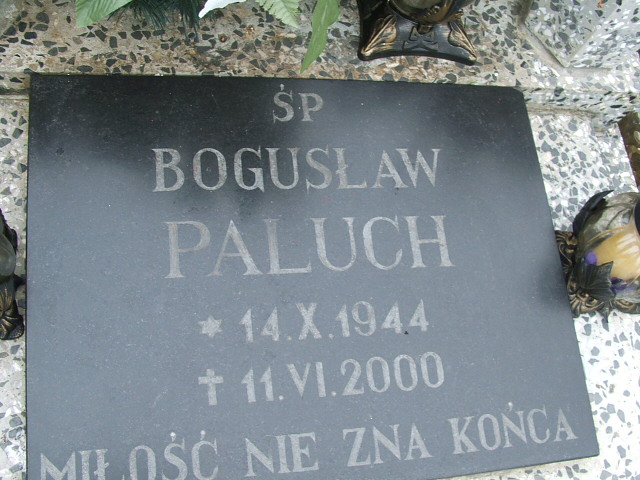 ŚP
BOGUSŁAW
PALUCH
* 14.X.1944
✝ 11.VI.2000
MIŁOŚĆ NIE ZNA KOŃCA